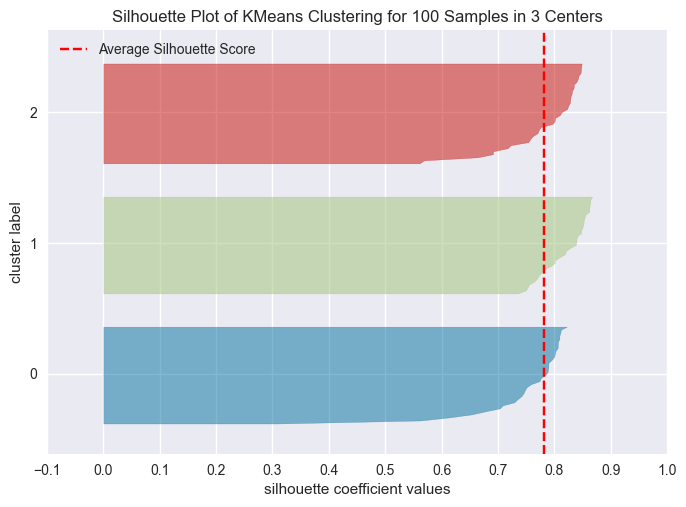 Silhouette Plot of KMeans Clustering for 100 Samples in 3 Centers
Average Silhouette Score
2
1
0
cluster label
−0.1 0.0 0.1 0.2 0.3 0.4 0.5 0.6 0.7 0.8 0.9 1.0
silhouette coefficient values